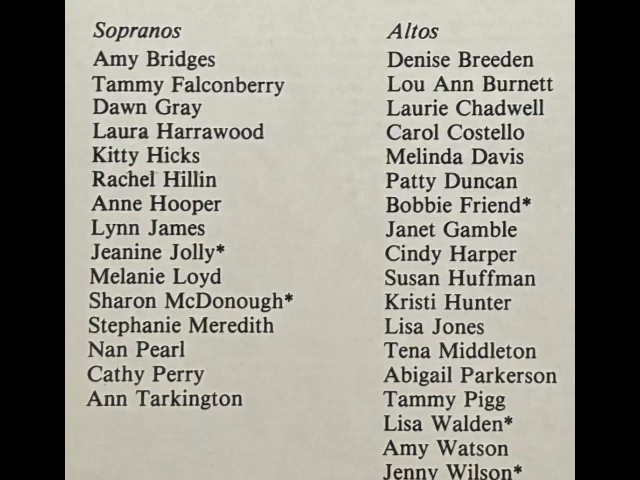 Sopranos
Amy Bridges
Tammy Falconberry
Dawn Gray
Laura Harrawood
Kitty Hicks
Rachel Hillin
Anne Hooper
Lynn James
Jeanine Jolly*
Melanie Loyd
Sharon McDonough*
Stephanie Meredith
Nan Pearl
Cathy Perry
Ann Tarkington
Altos
Denise Breeden
Lou Ann Burnett
Laurie Chadwell
Carol Costello
Melinda Davis
Patty Duncan
Bobbie Friend*
Janet Gamble
Cindy Harper
Susan Huffman
Kristi Hunter
Lisa Jones
Tena Middleton
Abigail Parkerson
Tammy Pigg
Lisa Walden*
Amy Watson
Jenny Wilson*